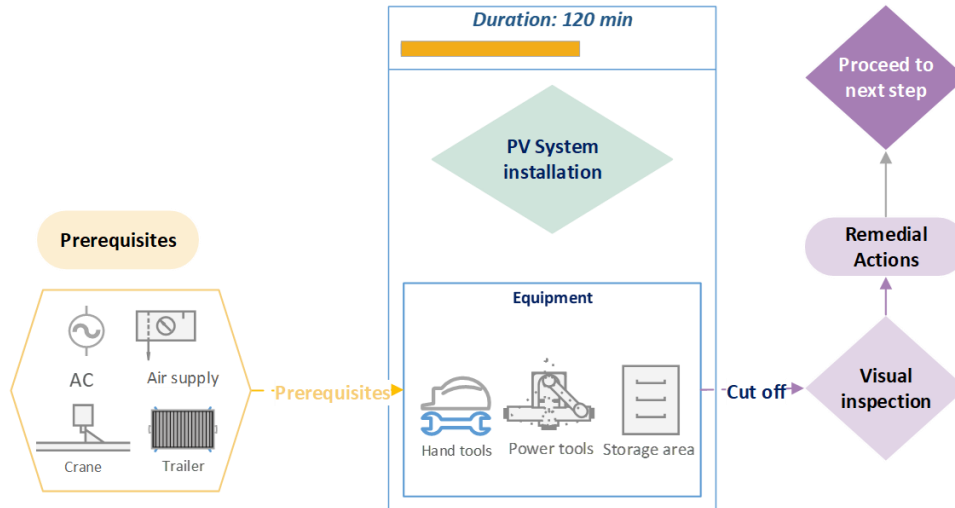 Duration: 120 min
Proceed to
next step
PV System
installation
Prerequisites
Remedial
Actions
Equipment
AC
Air supply
Crane
Trailer
Prerequisites
Hand tools
Power tools
Storage area
Cut off
Visual
inspection